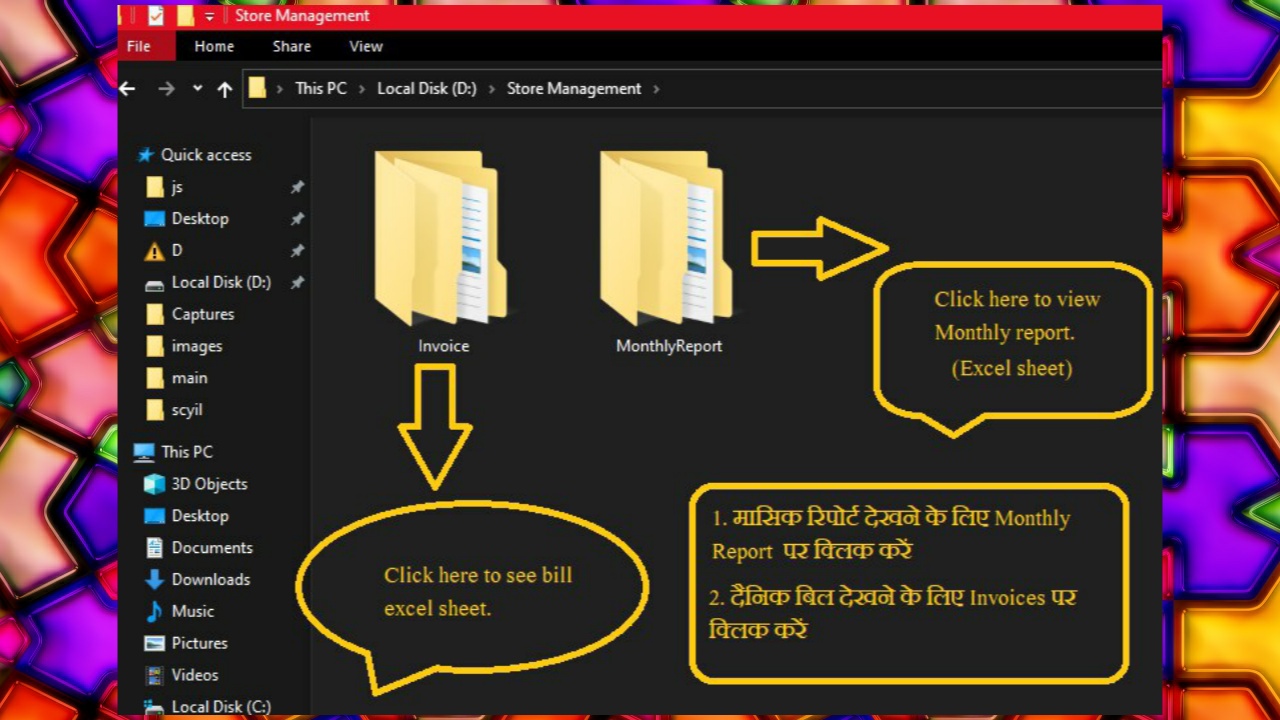 Store Management
File Home Share View
This PC > Local Disk (D:) > Store Management >
Quick access
js
Desktop
D
Local Disk (D:)
Captures
images
main
scyil
This PC
3D Objects
Desktop
Documents
Downloads
Music
Pictures
Videos
Local Disk (C:)
Invoice
MonthlyReport
Click here to view
Monthly report.
(Excel sheet)
Click here to see bill
excel sheet.
1. मासिक रिपोर्ट देखने के लिए Monthly
Report पर क्लिक करें
2. दैनिक बिल देखने के लिए Invoices पर
क्लिक करें